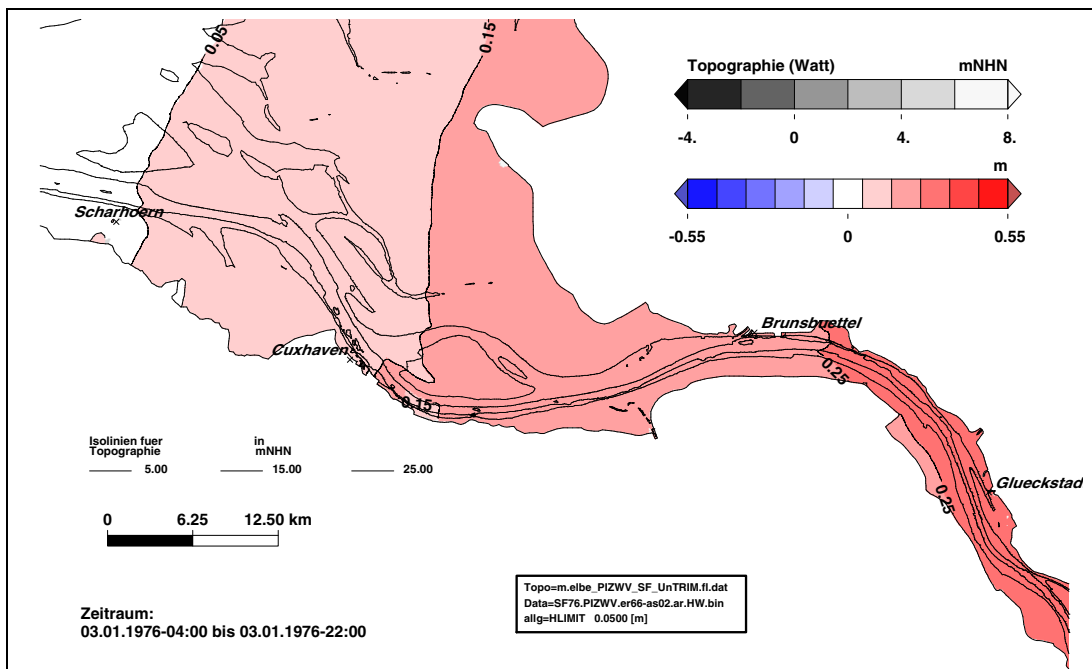 0.05
0.15
Topographie (Watt) mNHN
-4. 0 4. 8.
m
-0.55 0 0.55
Scharhoern
Brunsbuettel
Cuxhaven
0.25
0.15
Isolinien fuer in
Topographie mNHN
5.00 15.00 25.00
Glueckstad
0.25
0 6.25 12.50 km
Topo=m.elbe_PIZWV_SF_UnTRIM.fl.dat
Data=SF76.PIZWV.er66-as02.ar.HW.bin
allg=HLIMIT 0.0500 [m]
Zeitraum:
03.01.1976-04:00 bis 03.01.1976-22:00